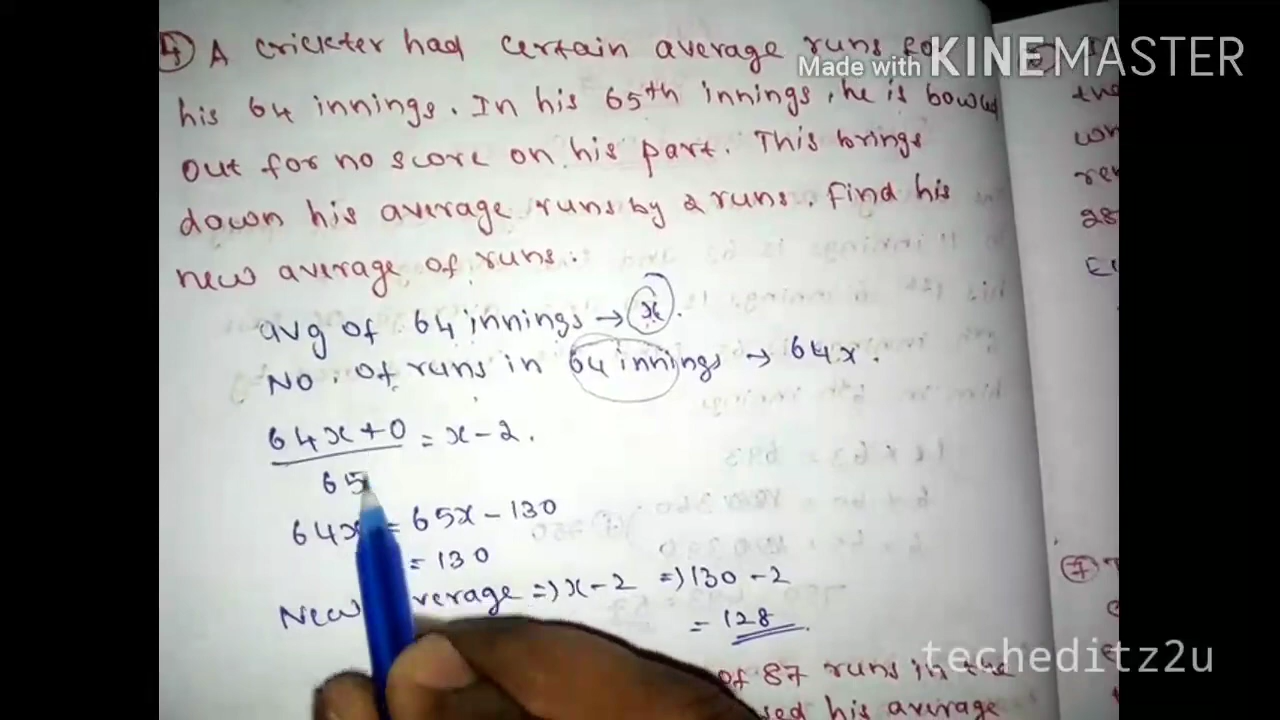 4) A crickter had certain average runs for
his 64 innings. In his 65th innings, he is bowled
out for no score on his part. This brings
down his average runs by 2 runs. Find his
new average of runs.
avg of 64 innings → x.
No. of runs in 64 innings → 64x.
64x+0 = x-2.
65
64x = 65x - 130
= 130
New average => x-2 => 130-2
= 128
of 87 runs in the
his average
Made with KINEMASTER
techeditz2u
28
7)